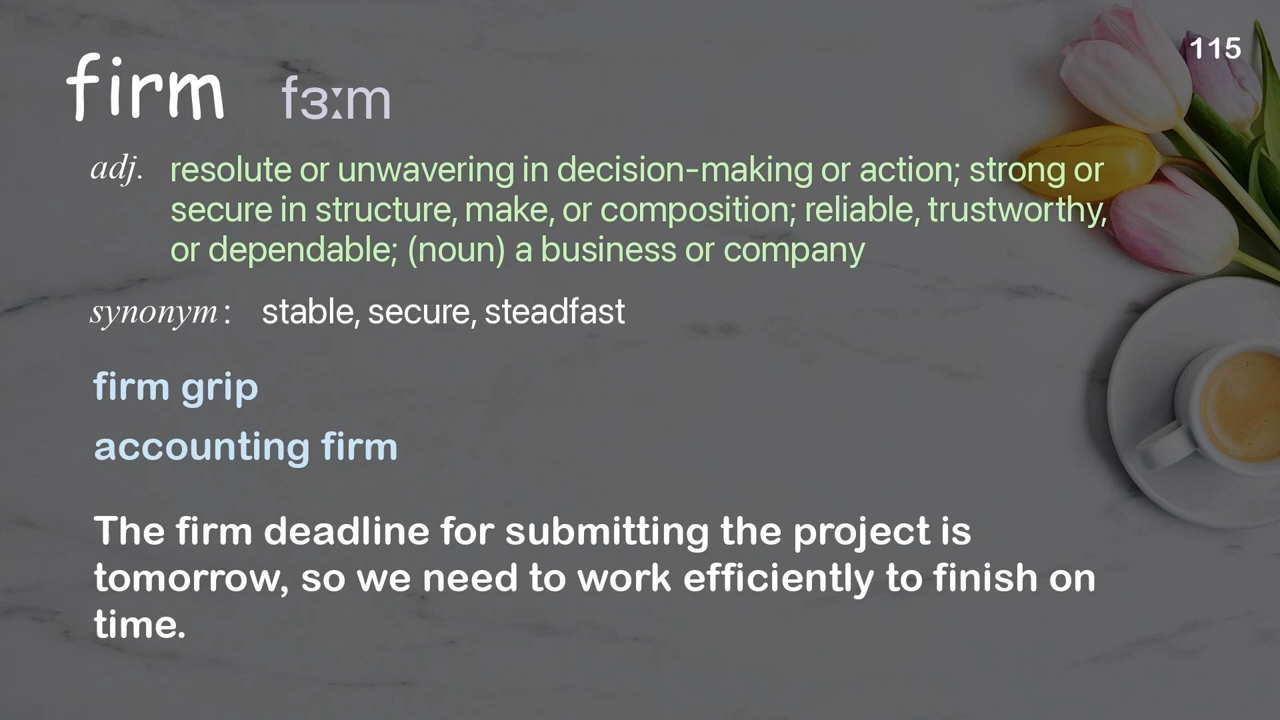 115
firm fɜːm
adj. resolute or unwavering in decision-making or action; strong or
secure in structure, make, or composition; reliable, trustworthy,
or dependable; (noun) a business or company
synonym: stable, secure, steadfast
firm grip
accounting firm
The firm deadline for submitting the project is
tomorrow, so we need to work efficiently to finish on
time.